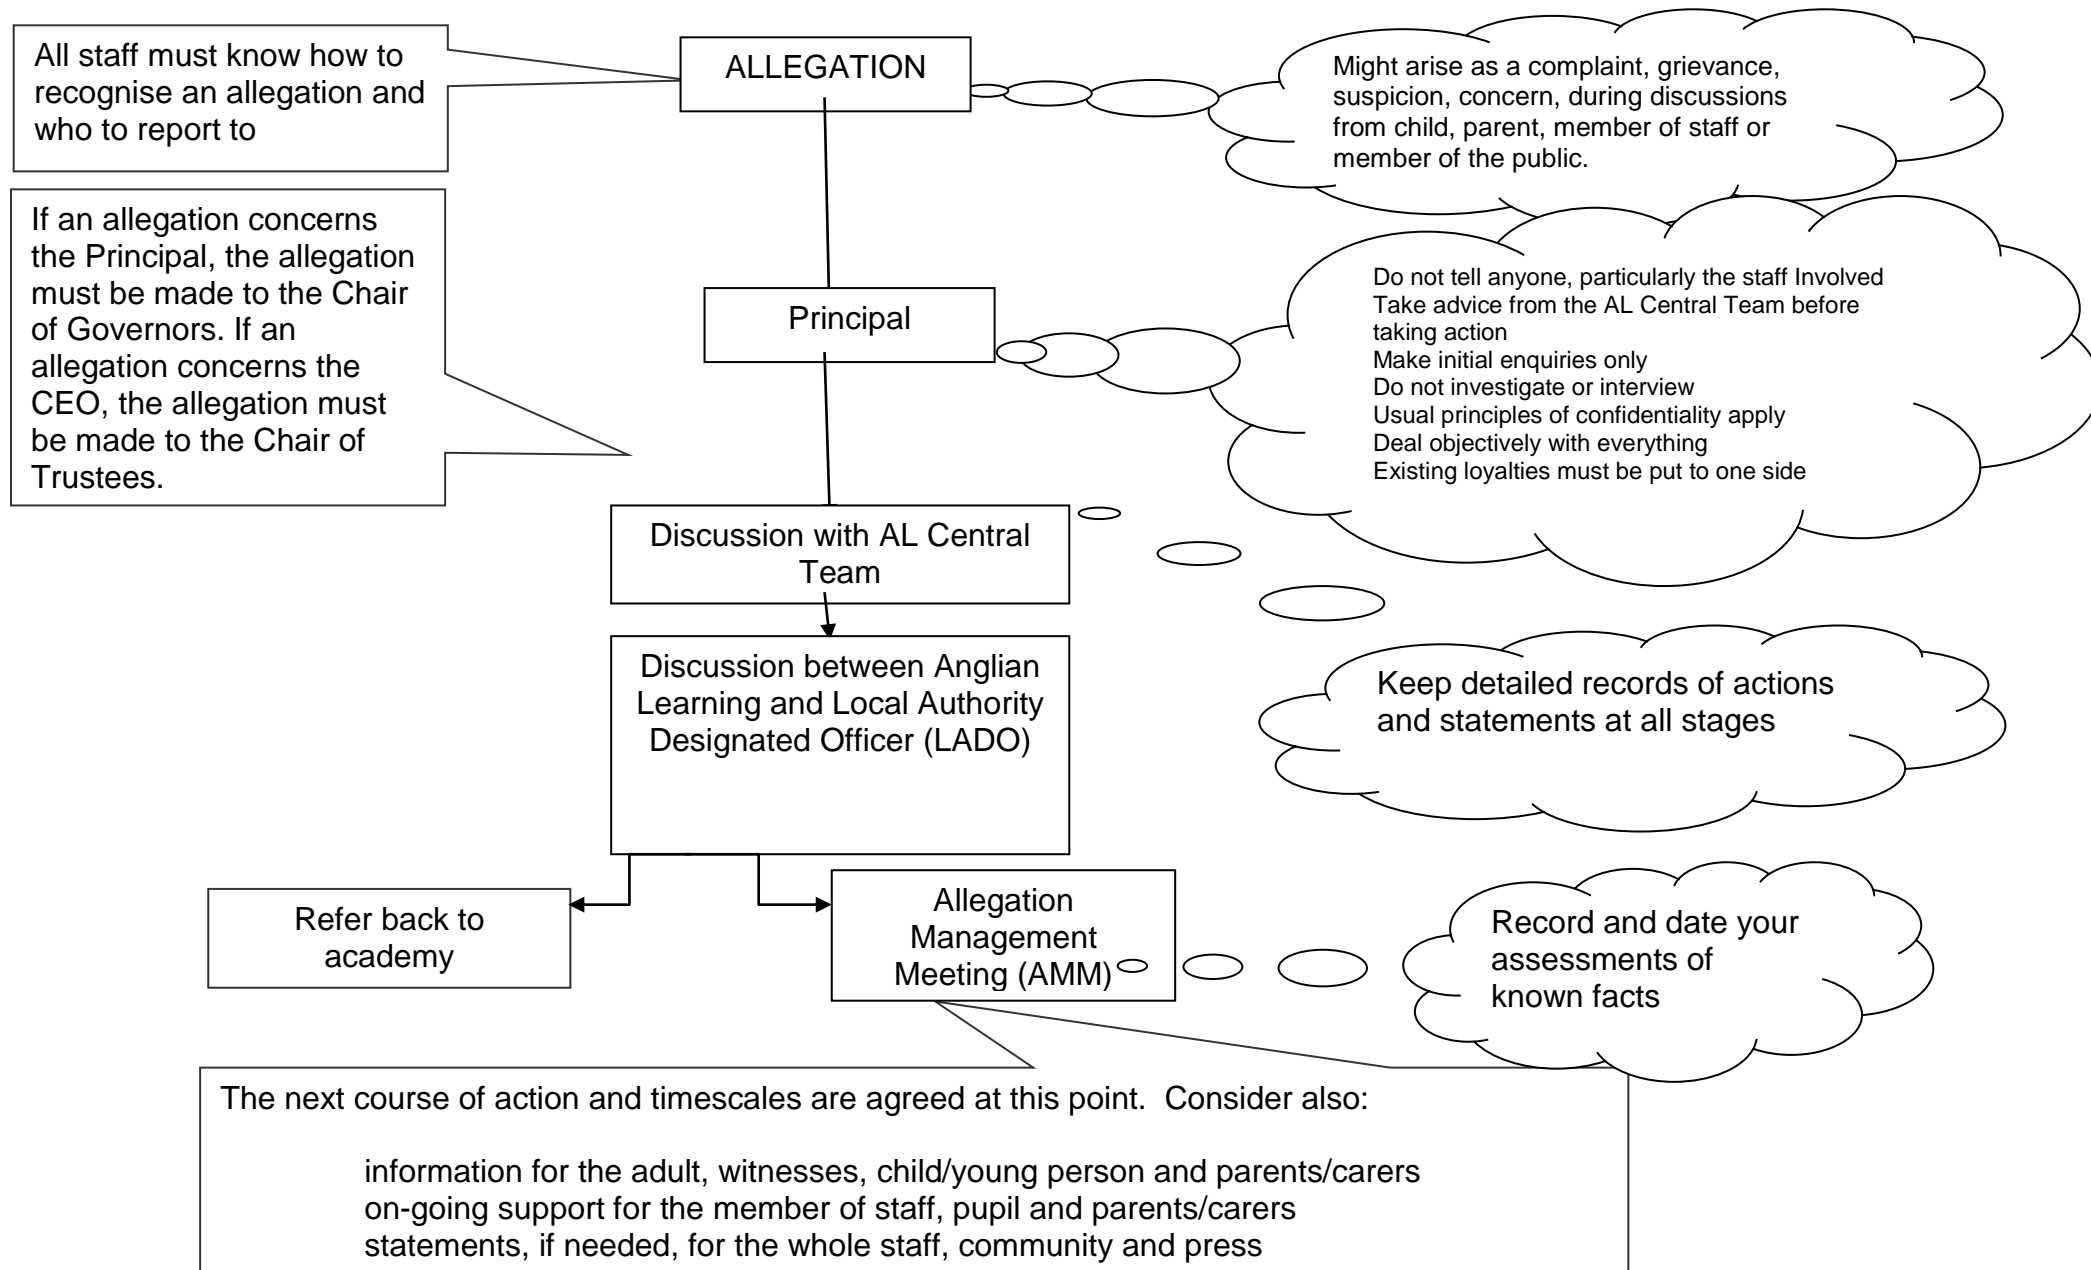 All staff must know how to
recognise an allegation and
who to report to
ALLEGATION
Might arise as a complaint, grievance,
suspicion, concern, during discussions
from child, parent, member of staff or
member of the public.
If an allegation concerns
the Principal, the allegation
must be made to the Chair
of Governors. If an
allegation concerns the
CEO, the allegation must
be made to the Chair of
Trustees.
Principal
Do not tell anyone, particularly the staff Involved
Take advice from the AL Central Team before
taking action
Make initial enquiries only
Do not investigate or interview
Usual principles of confidentiality apply
Deal objectively with everything
Existing loyalties must be put to one side
Discussion with AL Central
Team
Discussion between Anglian
Learning and Local Authority
Designated Officer (LADO)
Keep detailed records of actions
and statements at all stages
Refer back to
academy
Allegation
Management
Meeting (AMM)
Record and date your
assessments of
known facts
The next course of action and timescales are agreed at this point.  Consider also:
information for the adult, witnesses, child/young person and parents/carers
on-going support for the member of staff, pupil and parents/carers
statements, if needed, for the whole staff, community and press